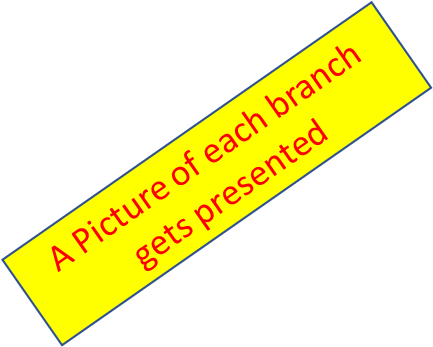 A Picture of each branch
gets presented